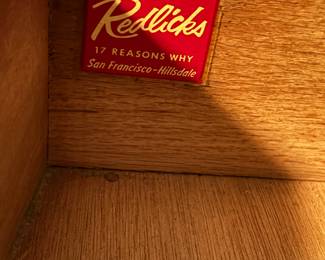 Redlicks
17 REASONS WHY
San Francisco-Hillsdale